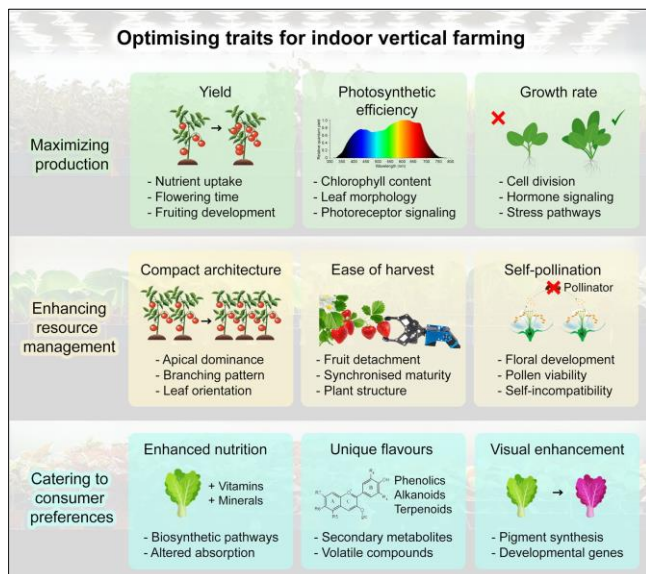 Optimising traits for indoor vertical farming
Maximizing
production
Yield
- Nutrient uptake
- Flowering time
- Fruiting development
Photosynthetic
efficiency
- Chlorophyll content
- Leaf morphology
- Photoreceptor signaling
Growth rate
- Cell division
- Hormone signaling
- Stress pathways
Enhancing
resource
management
Compact architecture
- Apical dominance
- Branching pattern
- Leaf orientation
Ease of harvest
- Fruit detachment
- Synchronised maturity
- Plant structure
Self-pollination
Pollinator
- Floral development
- Pollen viability
- Self-incompatibility
Catering to
consumer
preferences
Enhanced nutrition
+ Vitamins
+ Minerals
- Biosynthetic pathways
- Altered absorption
Unique flavours
Phenolics
Alkanoids
Terpenoids
- Secondary metabolites
- Volatile compounds
Visual enhancement
- Pigment synthesis
- Developmental genes